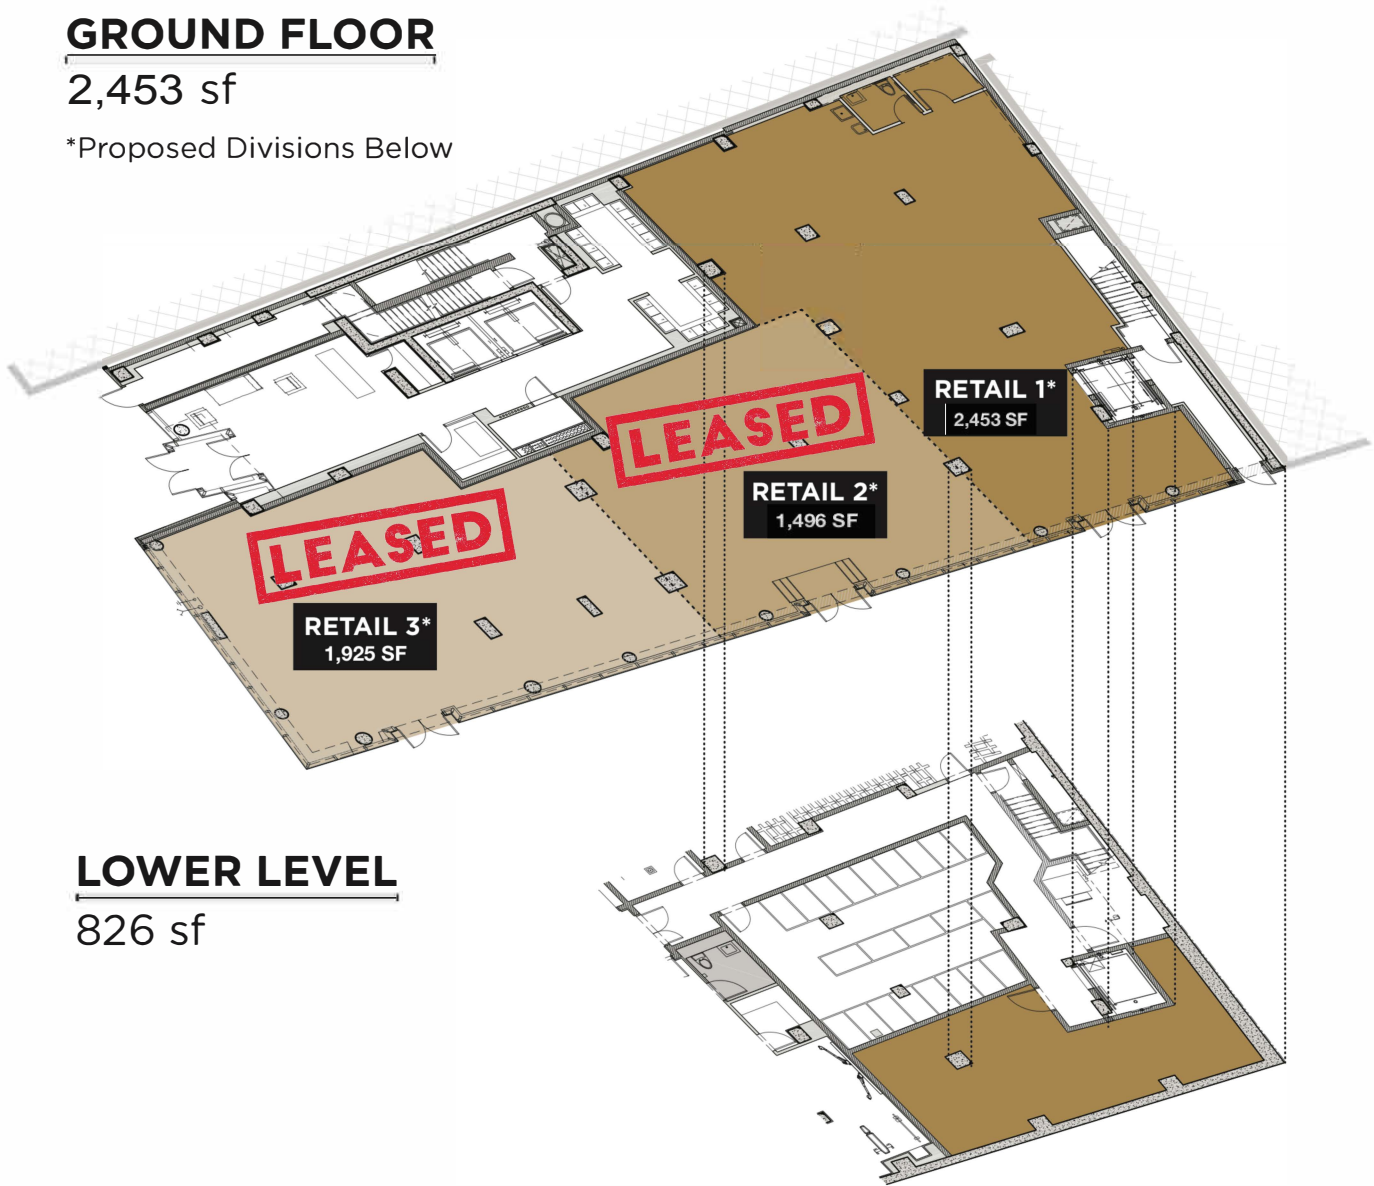 GROUND FLOOR
2,453 sf
*Proposed Divisions Below
RETAIL 1*
2,453 SF
LEASED
RETAIL 2*
1,496 SF
LEASED
RETAIL 3*
1,925 SF
LOWER LEVEL
826 sf